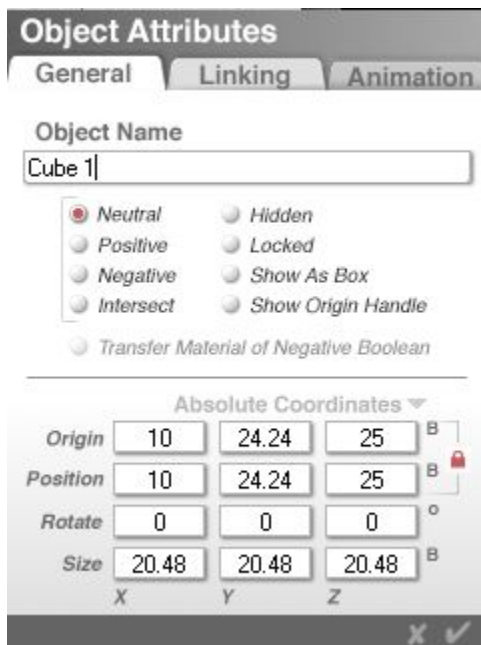 Object Attributes
General Linking Animation
Object Name
Cube 1
Neutral Hidden
Positive Locked
Negative Show As Box
Intersect Show Origin Handle
Transfer Material of Negative Boolean
Absolute Coordinates
Origin 10 24.24 25 B
Position 10 24.24 25 B
Rotate 0 0 0 o
Size 20.48 20.48 20.48 B
X Y Z